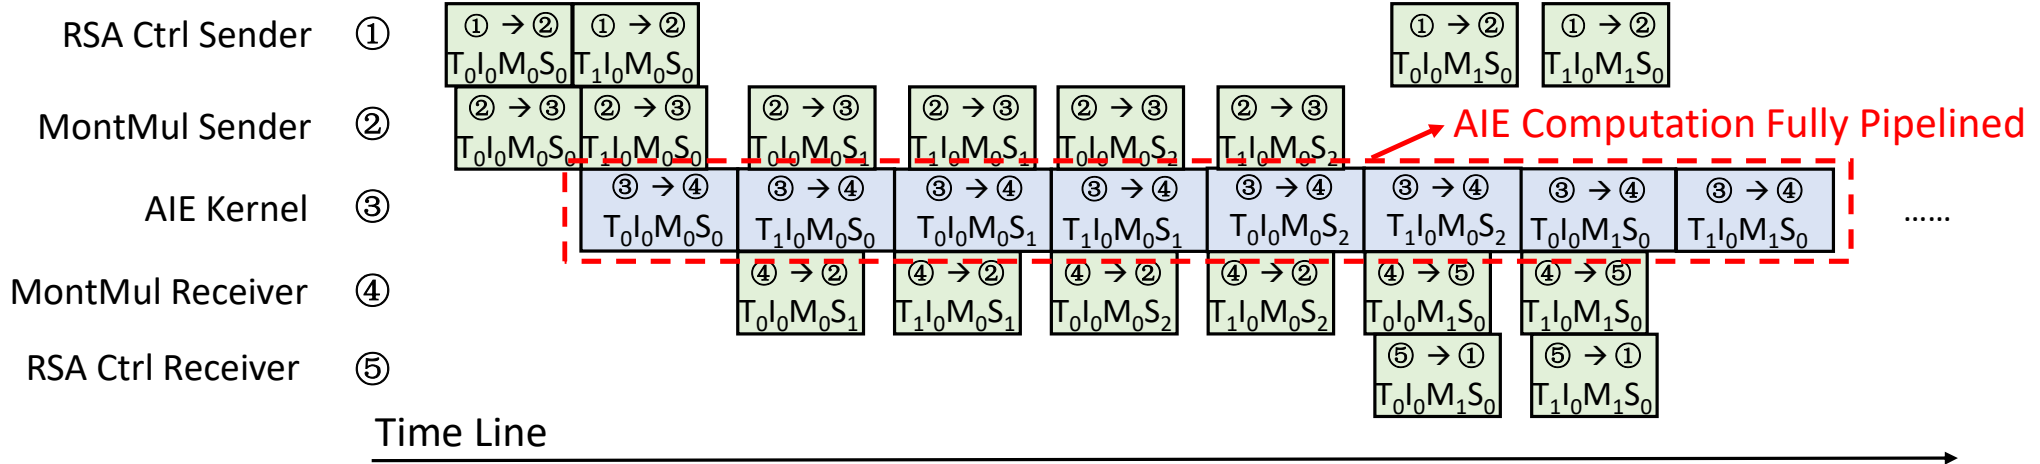 RSA Ctrl Sender ① ① → ② ① → ② ① → ② ① → ②
T₀I₀M₀S₀ T₁I₀M₀S₀ T₀I₀M₁S₀ T₁I₀M₁S₀
MontMul Sender ② ② → ③ ② → ③ ② → ③ ② → ③ ② → ③ ② → ③ AIE Computation Fully Pipelined
T₀I₀M₀S₀ T₁I₀M₀S₀ T₀I₀M₀S₁ T₁I₀M₀S₁ T₀I₀M₀S₂ T₁I₀M₀S₂
AIE Kernel ③ ③ → ④ ③ → ④ ③ → ④ ③ → ④ ③ → ④ ③ → ④ ③ → ④ ③ → ④ ......
T₀I₀M₀S₀ T₁I₀M₀S₀ T₀I₀M₀S₁ T₁I₀M₀S₁ T₀I₀M₀S₂ T₁I₀M₀S₂ T₀I₀M₁S₀ T₁I₀M₁S₀
MontMul Receiver ④ ④ → ② ④ → ② ④ → ② ④ → ② ④ → ⑤ ④ → ⑤
T₀I₀M₀S₁ T₁I₀M₀S₁ T₀I₀M₀S₂ T₁I₀M₀S₂ T₀I₀M₁S₀ T₁I₀M₁S₀
RSA Ctrl Receiver ⑤ ⑤ → ① ⑤ → ①
T₀I₀M₁S₀ T₁I₀M₁S₀
Time Line